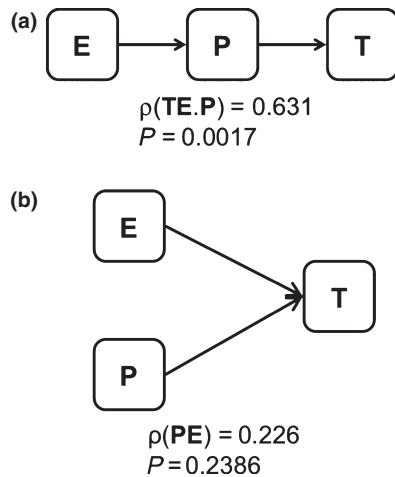 (a)
E P T
ρ(TE.P) = 0.631
P = 0.0017
(b)
E
T
P
ρ(PE) = 0.226
P = 0.2386